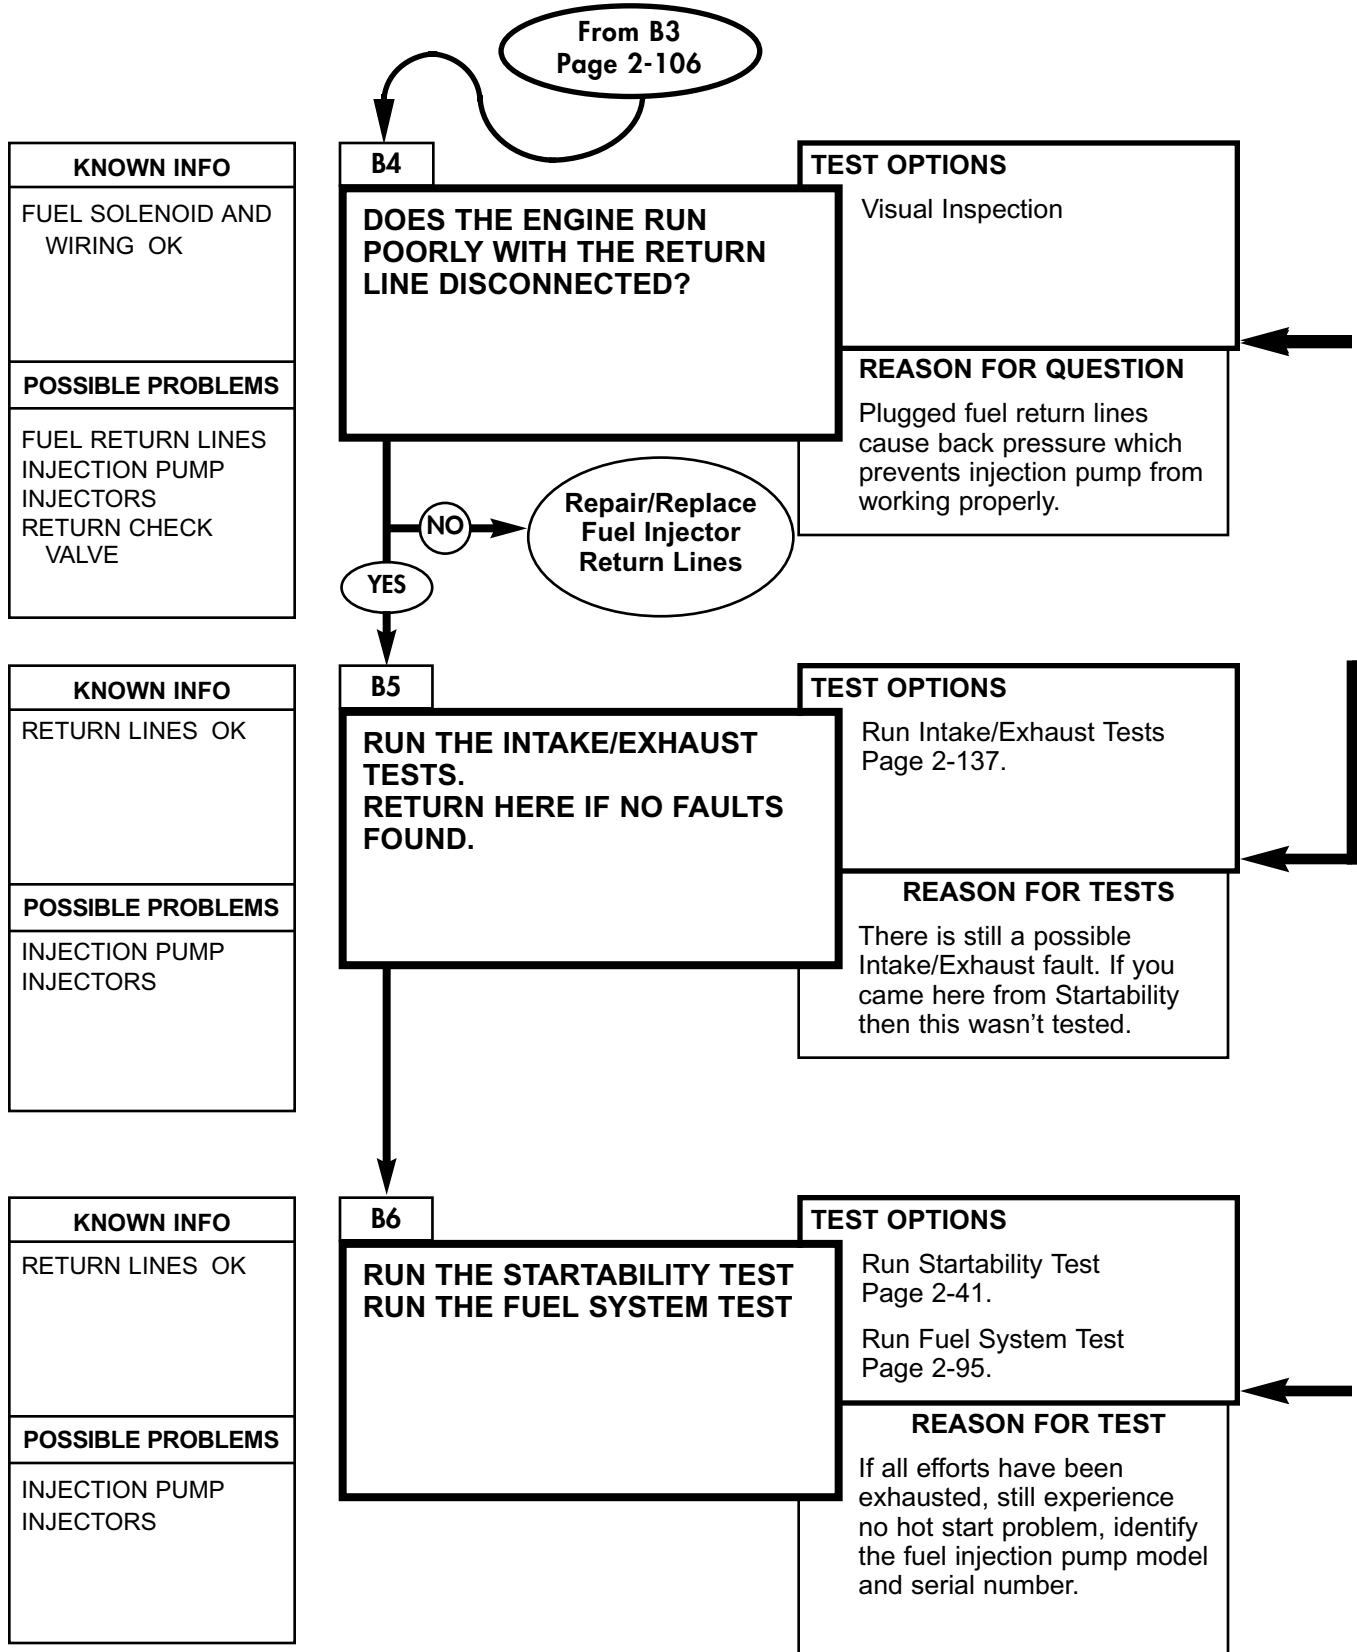 From B3
Page 2-106
KNOWN INFO
FUEL SOLENOID AND
WIRING OK
POSSIBLE PROBLEMS
FUEL RETURN LINES
INJECTION PUMP
INJECTORS
RETURN CHECK
VALVE
B4
DOES THE ENGINE RUN
POORLY WITH THE RETURN
LINE DISCONNECTED?
TEST OPTIONS
Visual Inspection
REASON FOR QUESTION
Plugged fuel return lines
cause back pressure which
prevents injection pump from
working properly.
NO
Repair/Replace
Fuel Injector
Return Lines
YES
KNOWN INFO
RETURN LINES OK
POSSIBLE PROBLEMS
INJECTION PUMP
INJECTORS
B5
RUN THE INTAKE/EXHAUST
TESTS.
RETURN HERE IF NO FAULTS
FOUND.
TEST OPTIONS
Run Intake/Exhaust Tests
Page 2-137.
REASON FOR TESTS
There is still a possible
Intake/Exhaust fault. If you
came here from Startability
then this wasn't tested.
KNOWN INFO
RETURN LINES OK
POSSIBLE PROBLEMS
INJECTION PUMP
INJECTORS
B6
RUN THE STARTABILITY TEST
RUN THE FUEL SYSTEM TEST
TEST OPTIONS
Run Startability Test
Page 2-41.
Run Fuel System Test
Page 2-95.
REASON FOR TEST
If all efforts have been
exhausted, still experience
no hot start problem, identify
the fuel injection pump model
and serial number.